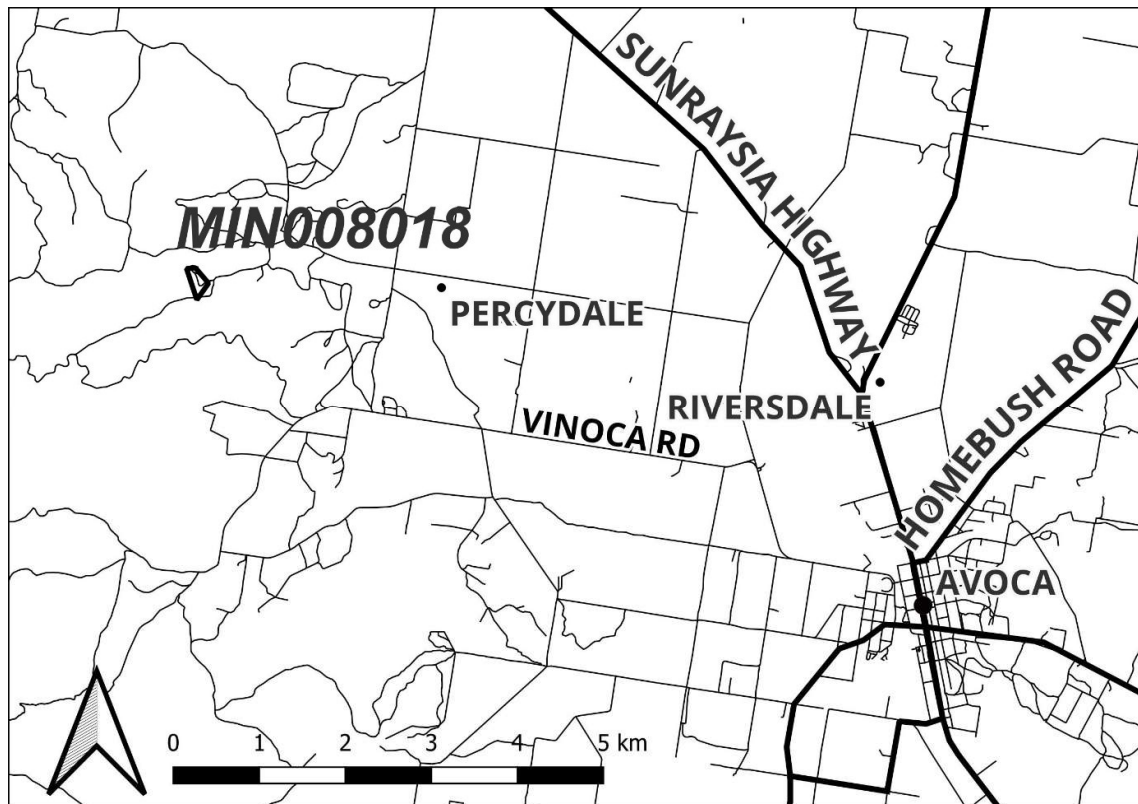 SUNRAYSIA HIGHWAY
MIN008018
PERCYDALE
HOMEBUSH ROAD
RIVERSDALE
VINOCA RD
AVOCA
0 1 2 3 4 5 km